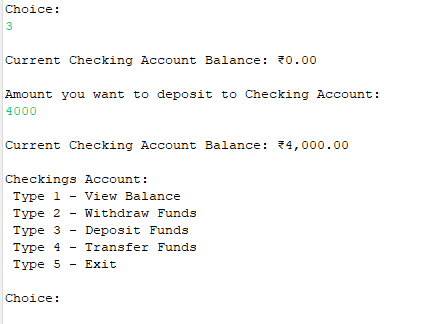 Choice:
3
Current Checking Account Balance: ₹0.00
Amount you want to deposit to Checking Account:
4000
Current Checking Account Balance: ₹4,000.00
Checkings Account:
Type 1 - View Balance
Type 2 - Withdraw Funds
Type 3 - Deposit Funds
Type 4 - Transfer Funds
Type 5 - Exit
Choice: